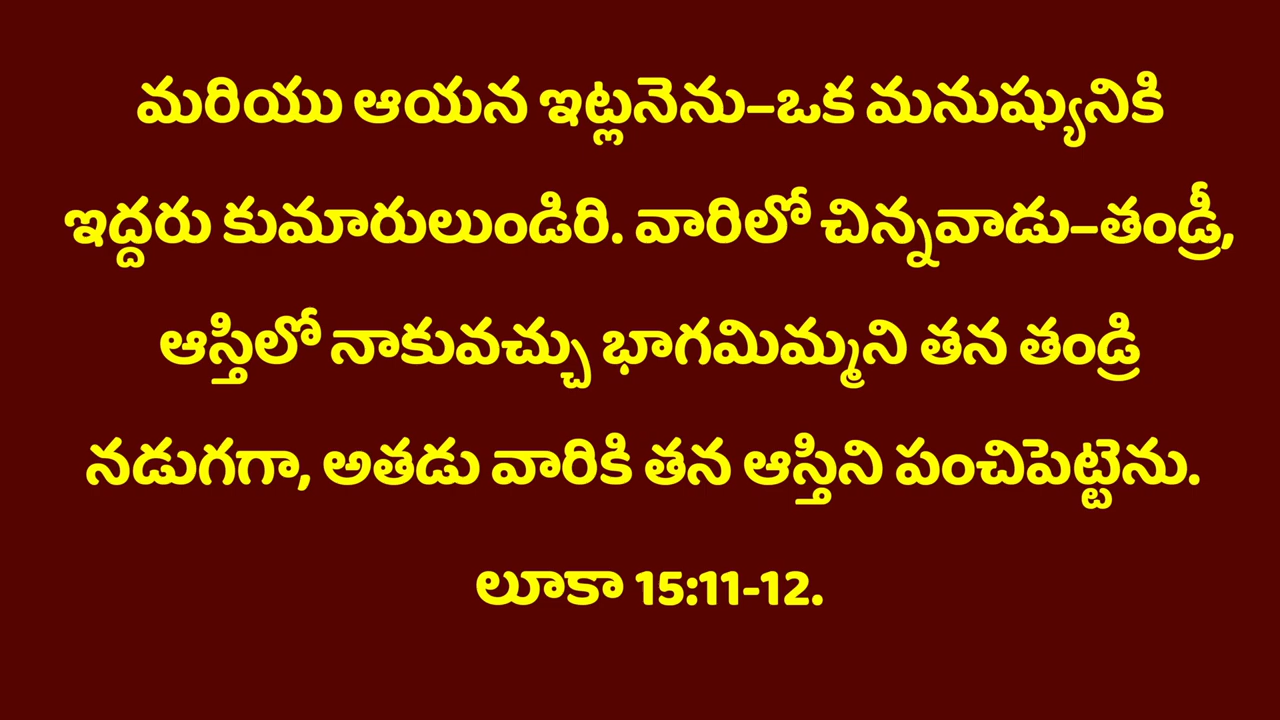 మరియు ఆయన ఇట్లనెను–ఒక మనుష్యునికి
ఇద్దరు కుమారులుండిరి. వారిలో చిన్నవాడు–తండ్రీ,
ఆస్తిలో నాకువచ్చు భాగమిమ్మని తన తండ్రి
నడుగగా, అతడు వారికి తన ఆస్తిని పంచిపెట్టెను.
లూకా 15:11-12.